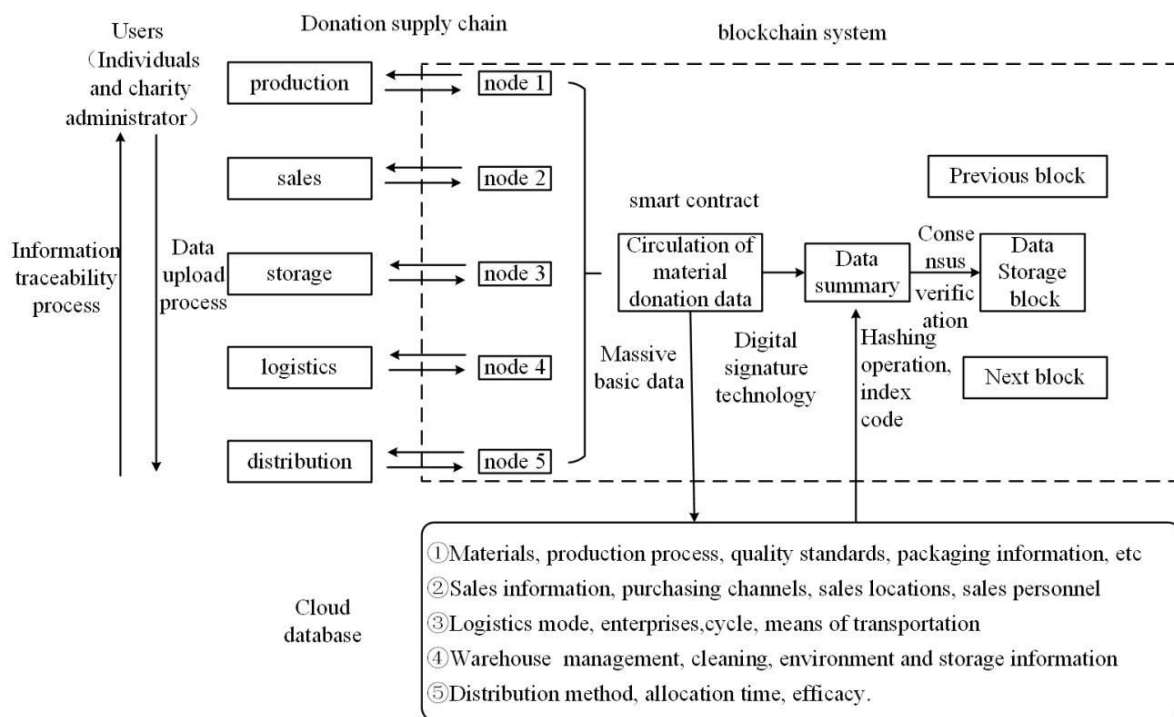 Users
（Individuals
and charity
administrator）
Donation supply chain
blockchain system
production
node 1
sales
node 2
storage
node 3
logistics
node 4
distribution
node 5
Information
traceability
process
Data
upload
process
smart contract
Circulation of
material
donation data
Data
summary
Conse
nsus
verific
ation
Previous block
Data
Storage
block
Next block
Massive
basic data
Digital
signature
technology
Hashing
operation,
index
code
Cloud
database
①Materials, production process, quality standards, packaging information, etc
②Sales information, purchasing channels, sales locations, sales personnel
③Logistics mode, enterprises,cycle, means of transportation
④Warehouse management, cleaning, environment and storage information
⑤Distribution method, allocation time, efficacy.